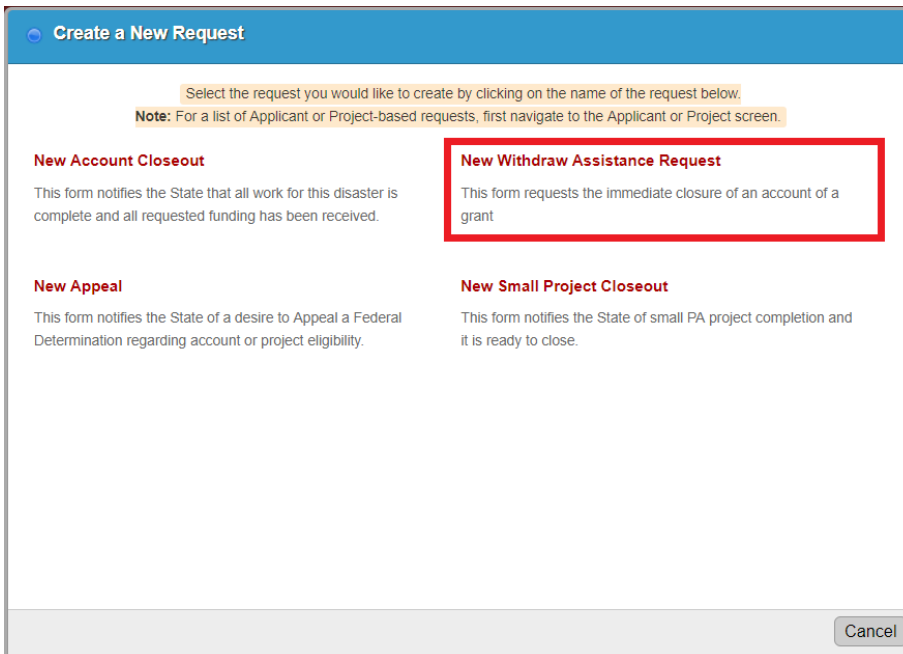 Create a New Request
Select the request you would like to create by clicking on the name of the request below.
Note: For a list of Applicant or Project-based requests, first navigate to the Applicant or Project screen.
New Account Closeout
This form notifies the State that all work for this disaster is
complete and all requested funding has been received.
New Withdraw Assistance Request
This form requests the immediate closure of an account of a
grant
New Appeal
This form notifies the State of a desire to Appeal a Federal
Determination regarding account or project eligibility.
New Small Project Closeout
This form notifies the State of small PA project completion and
it is ready to close.
Cancel